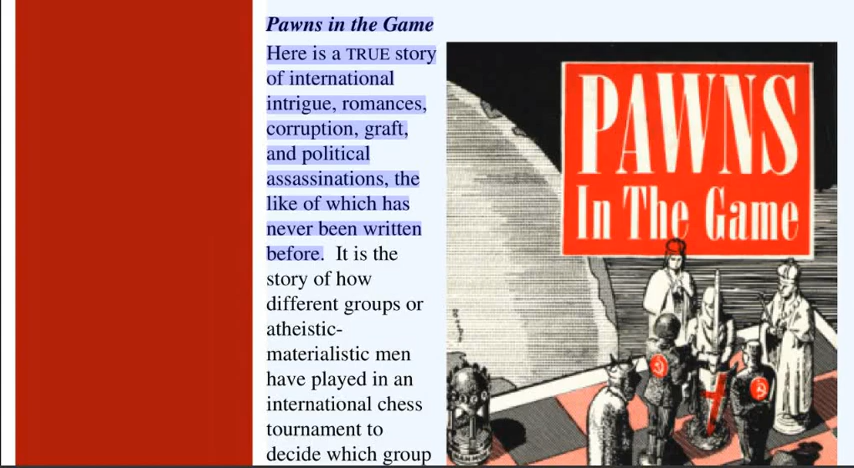 Pawns in the Game
Here is a TRUE story
of international
intrigue, romances,
corruption, graft,
and political
assassinations, the
like of which has
never been written
before.  It is the
story of how
different groups or
atheistic-
materialistic men
have played in an
international chess
tournament to
decide which group
PAWNS
In The Game